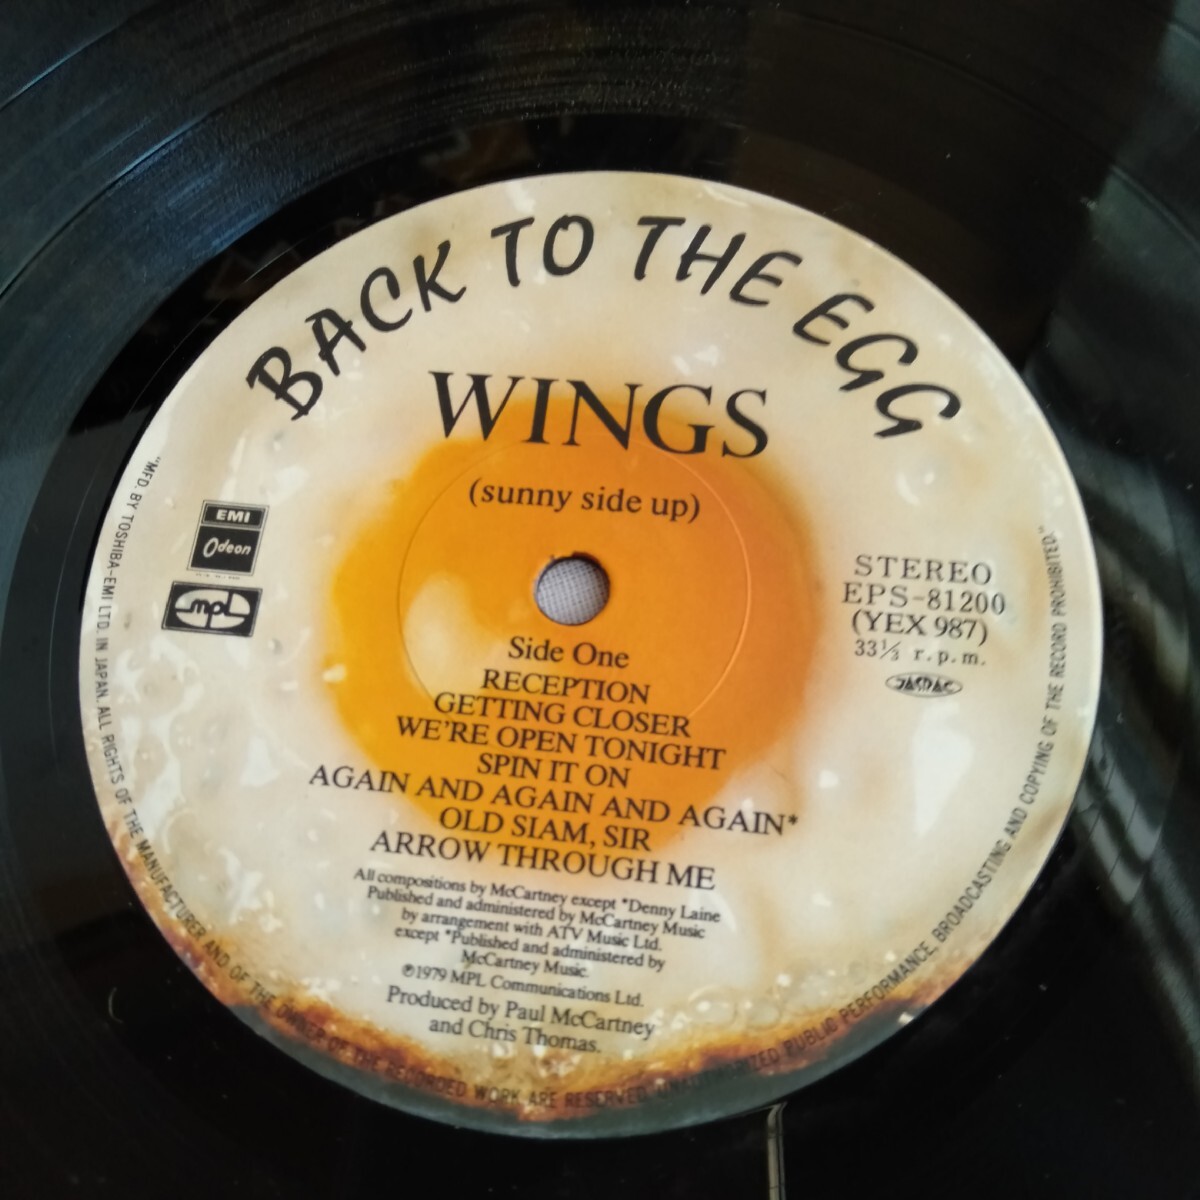 BACK TO THE EGG
WINGS
(sunny side up)
EMI
Odeon
mpl
STEREO
EPS-81200
(YEX 987)
33⅓ r.p.m.
JASRAC
Side One
RECEPTION
GETTING CLOSER
WE'RE OPEN TONIGHT
SPIN IT ON
AGAIN AND AGAIN AND AGAIN*
OLD SIAM, SIR
ARROW THROUGH ME
All compositions by McCartney except *Denny Laine
Published and administered by McCartney Music
by arrangement with ATV Music Ltd.
except *Published and administered by
McCartney Music.
℗1979 MPL Communications Ltd.
Produced by Paul McCartney
and Chris Thomas.
"MFD. BY TOSHIBA-EMI LTD. IN JAPAN. ALL RIGHTS OF THE MANUFACTURER AND OF THE OWNER OF THE RECORDED WORK ARE RESERVED. UNAUTHORIZED PUBLIC PERFORMANCE, BROADCASTING AND COPYING OF THE RECORD PROHIBITED."